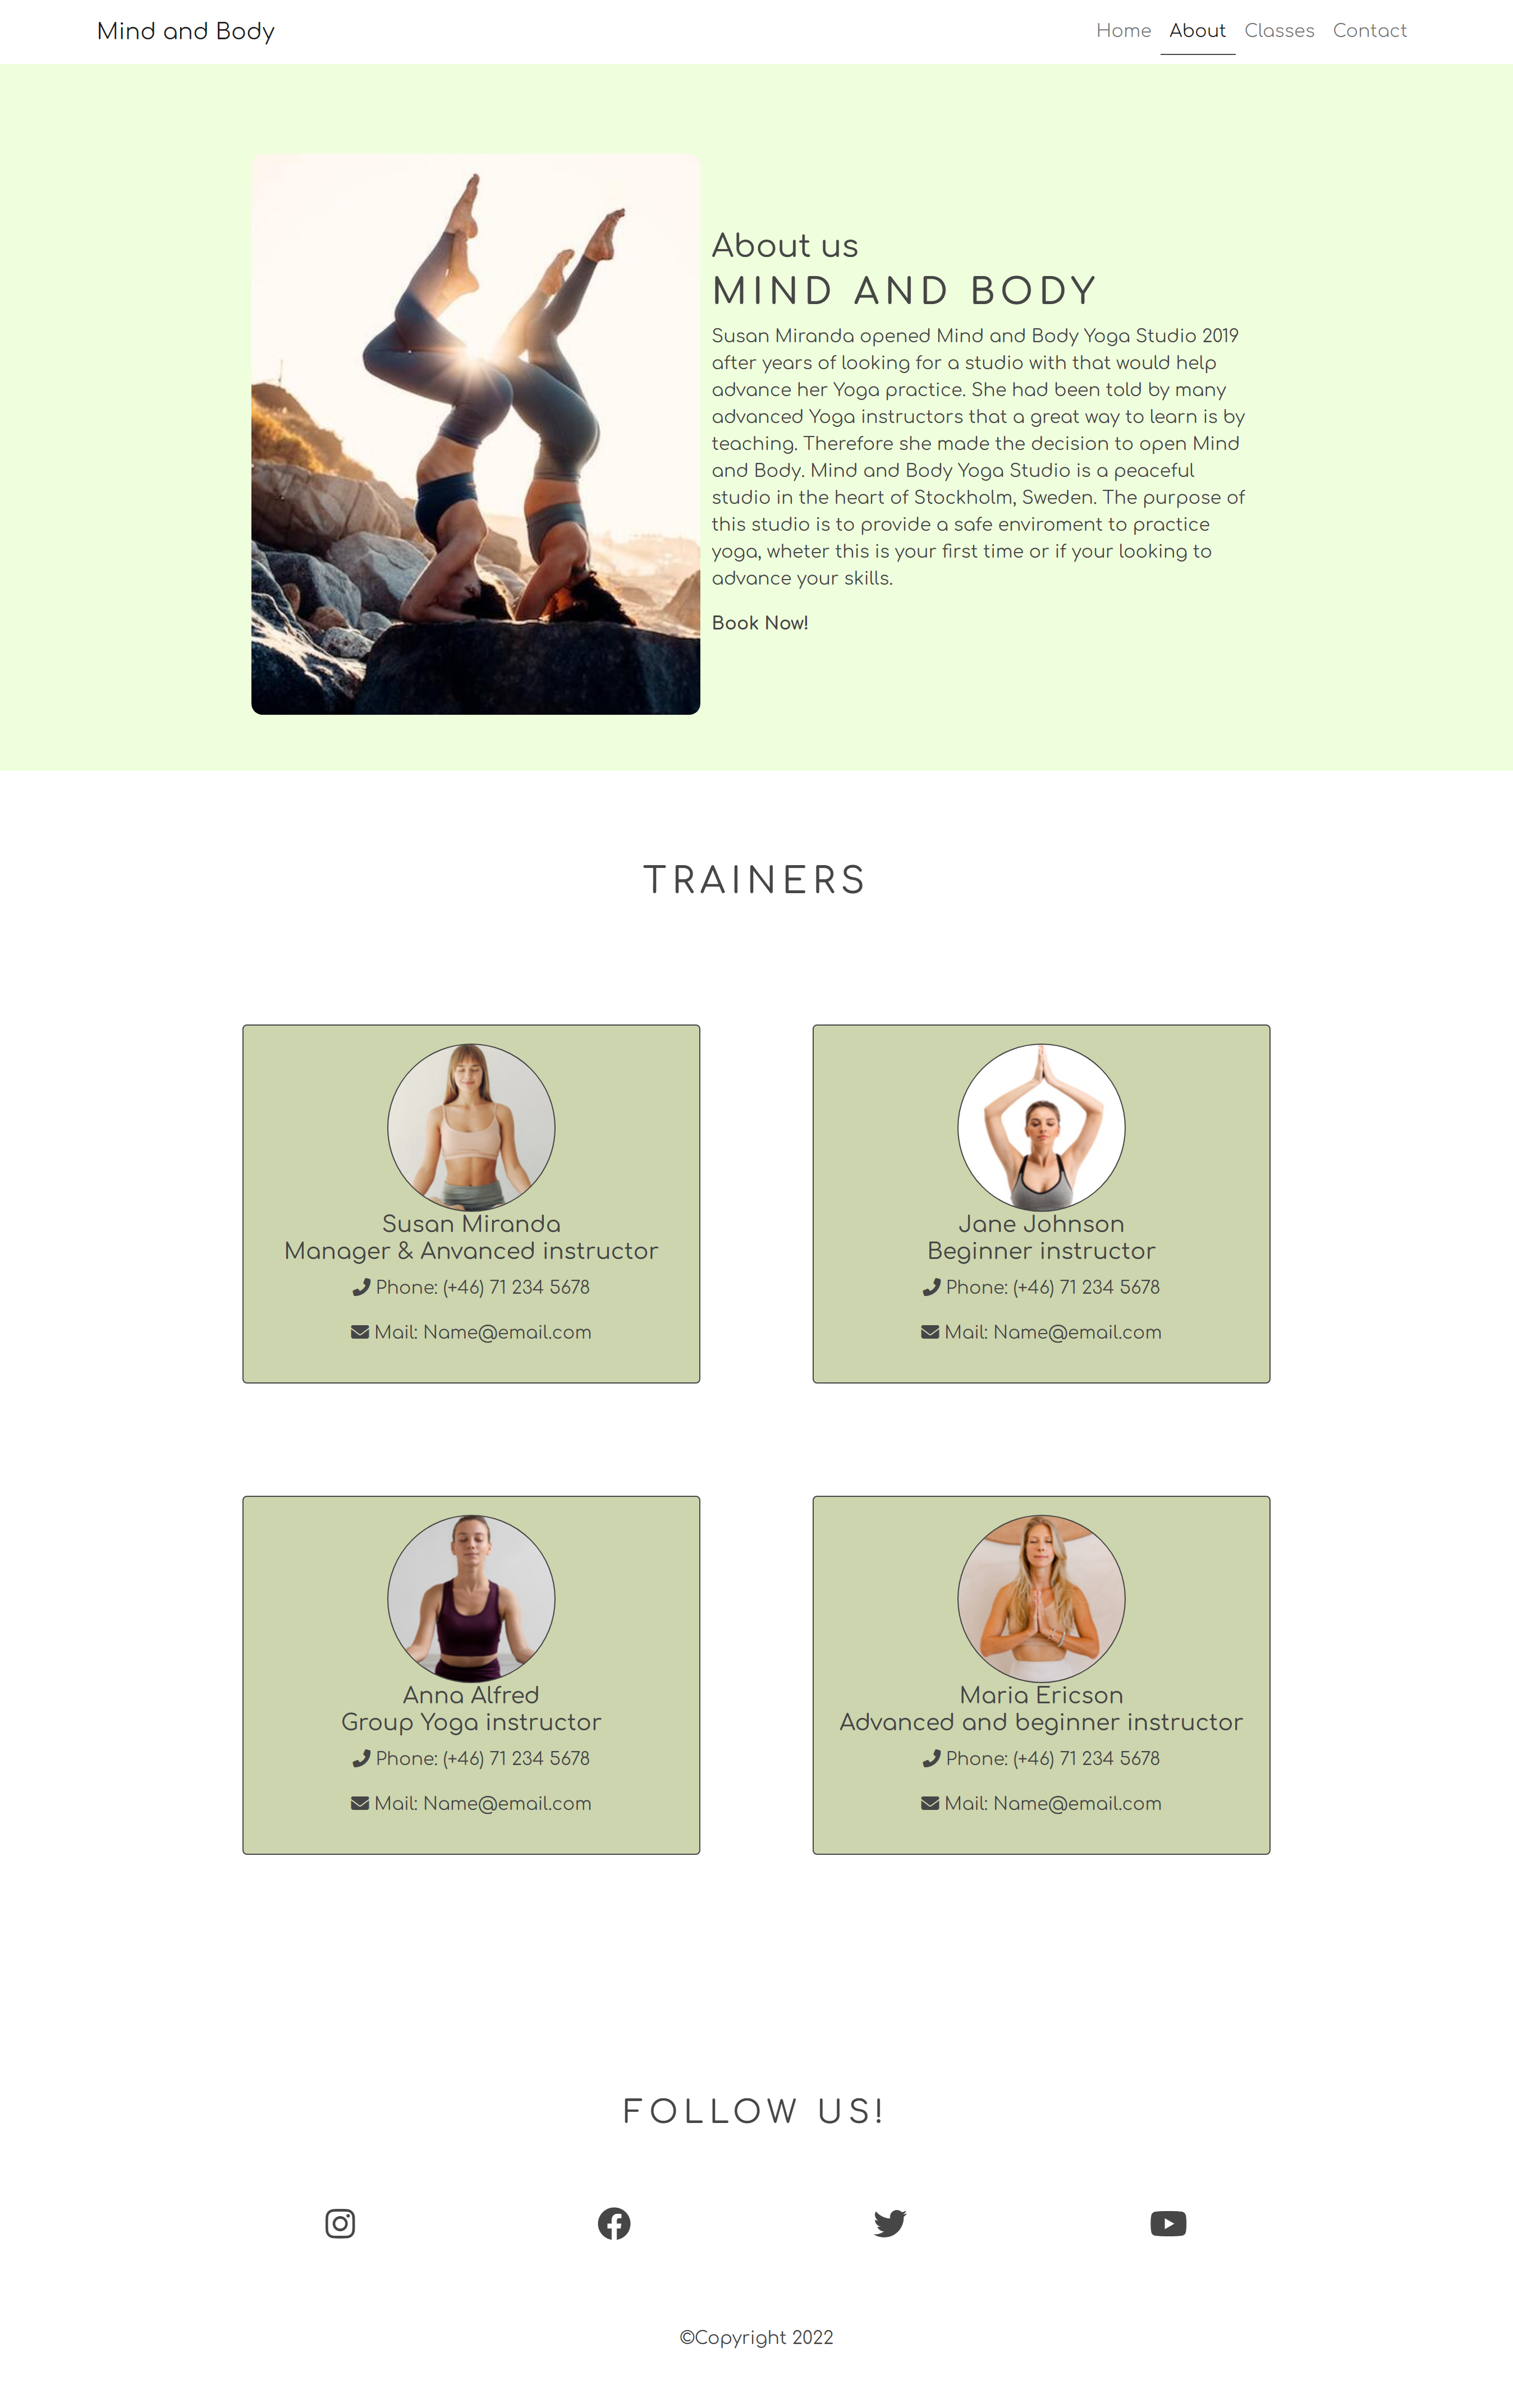 Mind and Body
Home About Classes Contact
About us
MIND AND BODY
Susan Miranda opened Mind and Body Yoga Studio 2019
after years of looking for a studio with that would help
advance her Yoga practice. She had been told by many
advanced Yoga instructors that a great way to learn is by
teaching. Therefore she made the decision to open Mind
and Body. Mind and Body Yoga Studio is a peaceful
studio in the heart of Stockholm, Sweden. The purpose of
this studio is to provide a safe enviroment to practice
yoga, wheter this is your first time or if your looking to
advance your skills.
Book Now!
TRAINERS
Susan Miranda
Manager & Anvanced instructor
Phone: (+46) 71 234 5678
Mail: Name@email.com
Jane Johnson
Beginner instructor
Phone: (+46) 71 234 5678
Mail: Name@email.com
Anna Alfred
Group Yoga instructor
Phone: (+46) 71 234 5678
Mail: Name@email.com
Maria Ericson
Advanced and beginner instructor
Phone: (+46) 71 234 5678
Mail: Name@email.com
FOLLOW US!
©Copyright 2022